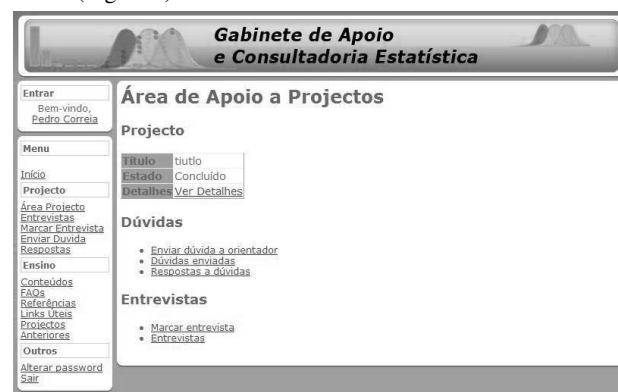 Gabinete de Apoio
e Consultadoria Estatística
Entrar
Bem-vindo,
Pedro Correia
Menu
Início
Projecto
Área Projecto
Entrevistas
Marcar Entrevista
Enviar Duvida
Respostas
Ensino
Conteúdos
FAQs
Referências
Links Úteis
Projectos
Anteriores
Outros
Alterar password
Sair
Área de Apoio a Projectos
Projecto
Título tiutlo
Estado Concluído
Detalhes Ver Detalhes
Dúvidas
Enviar dúvida a orientador
Dúvidas enviadas
Respostas a dúvidas
Entrevistas
Marcar entrevista
Entrevistas